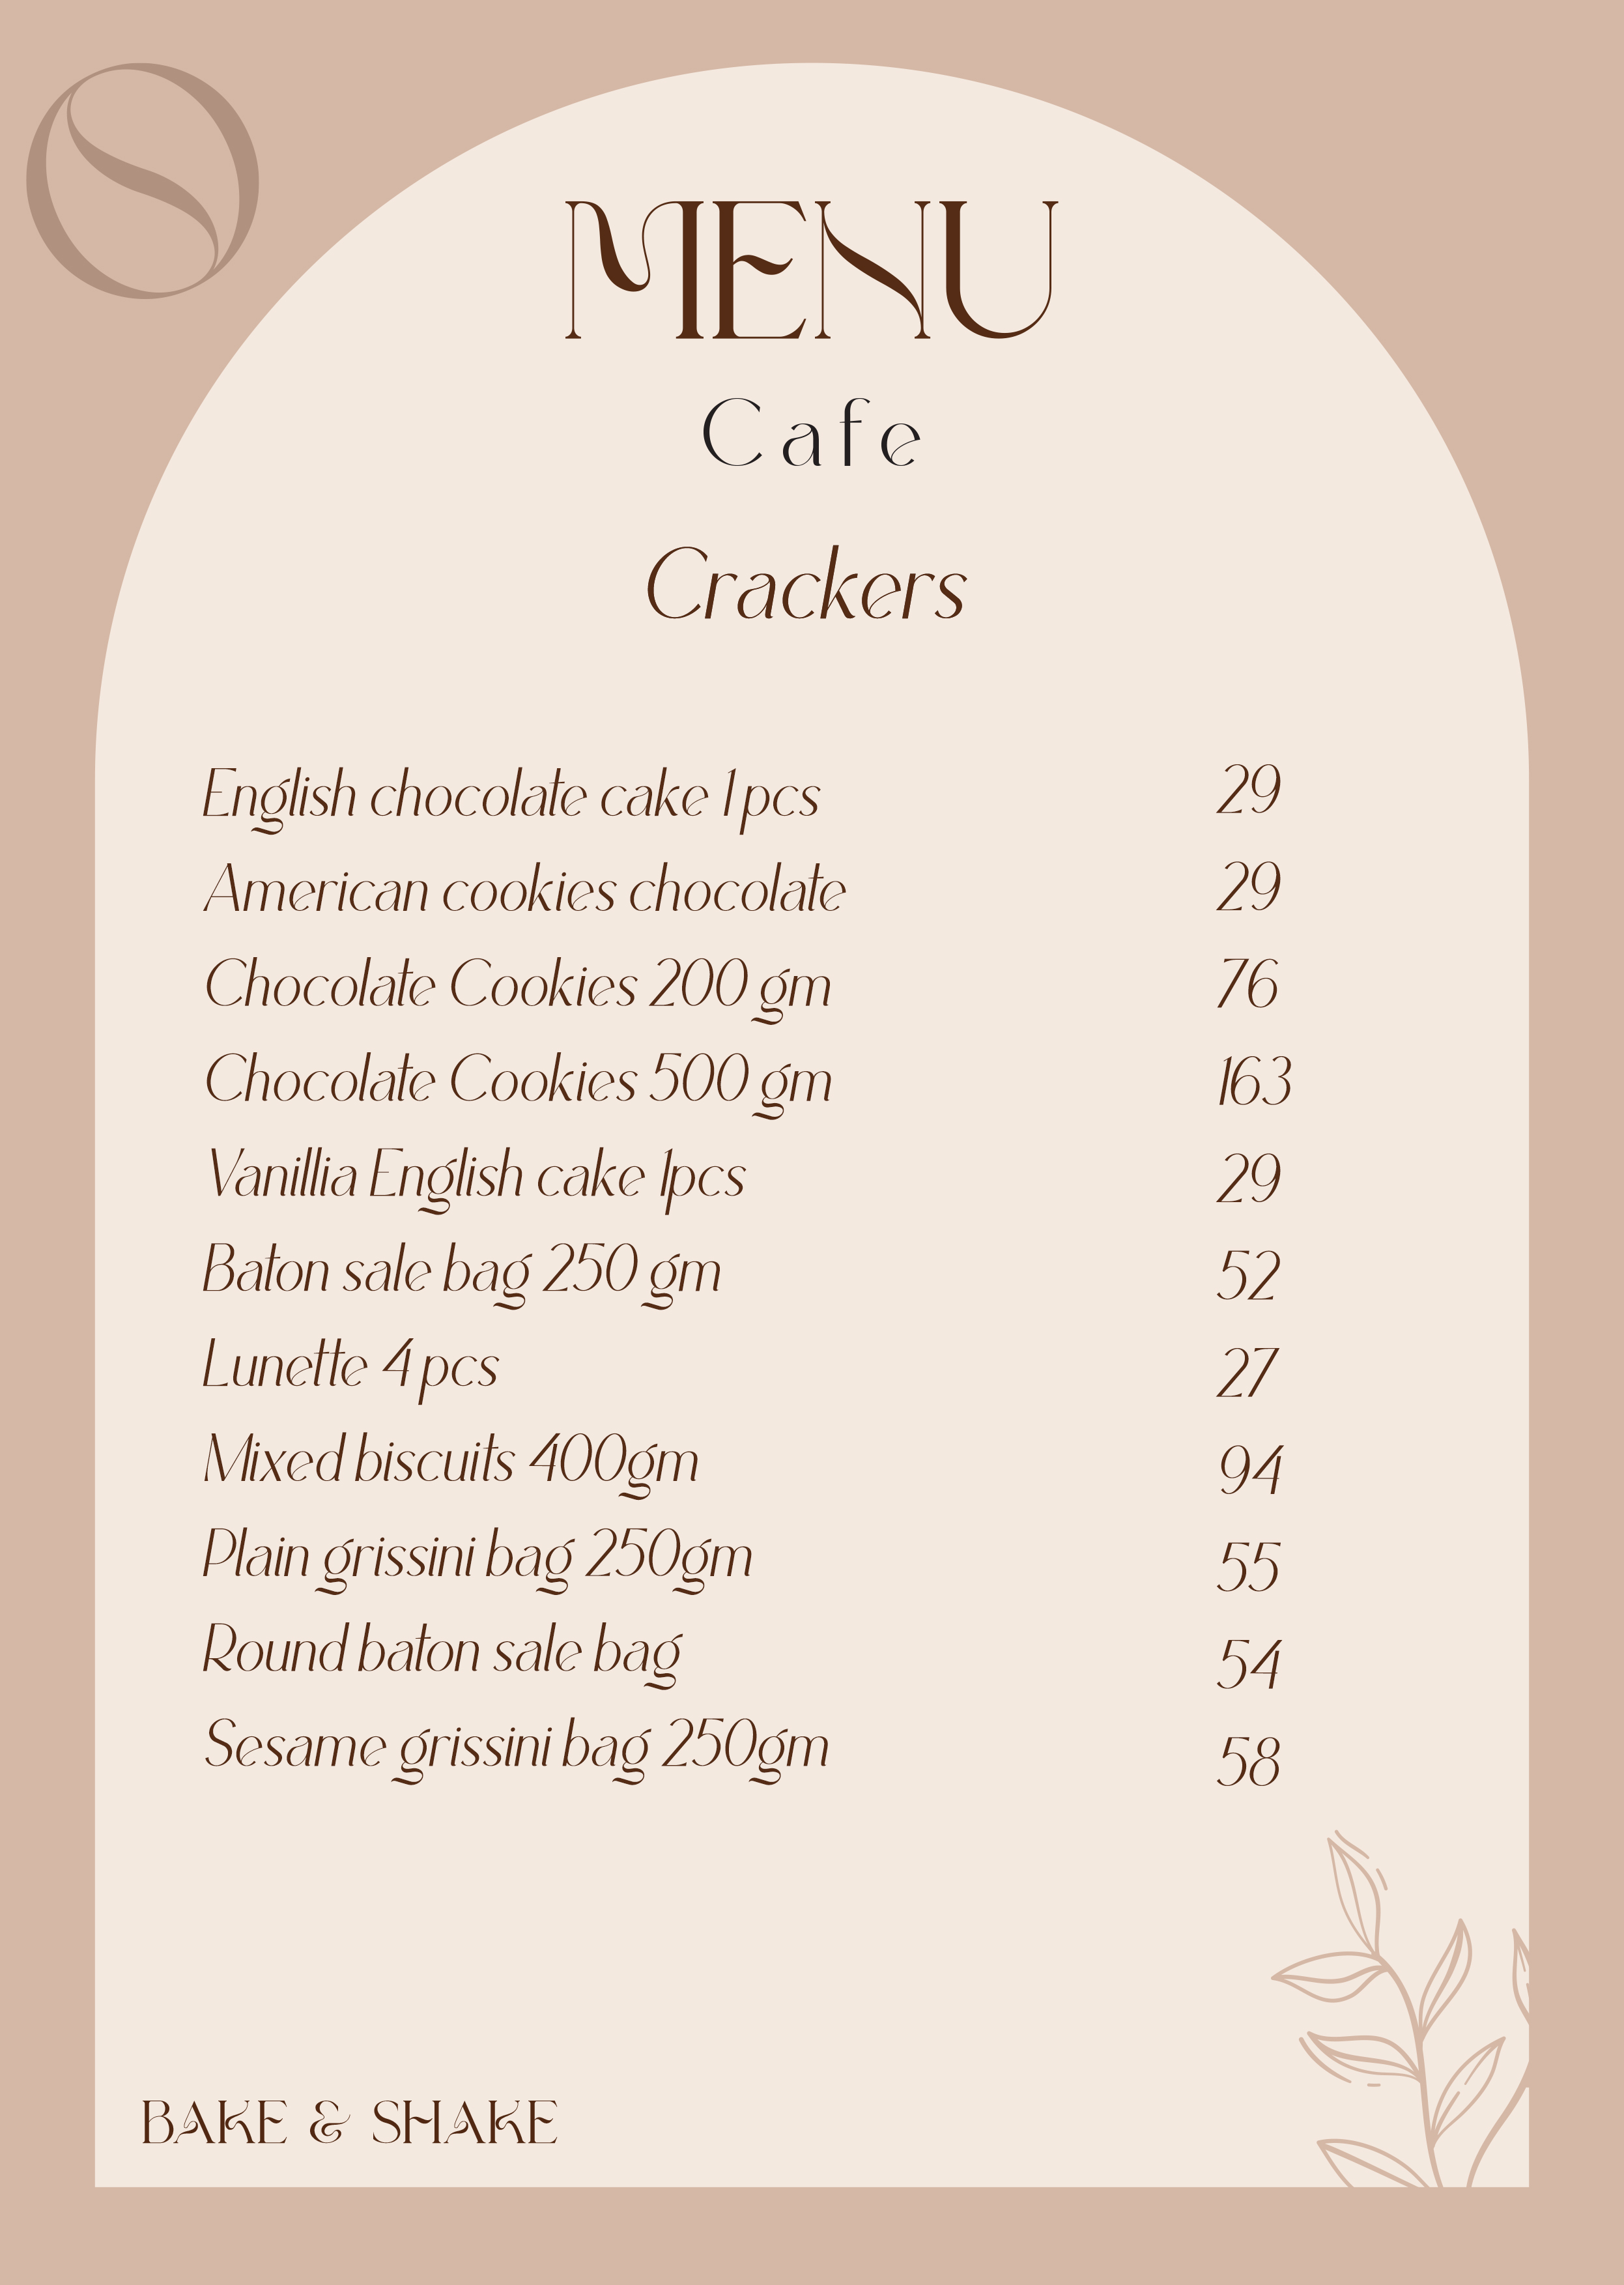 MENU
Cafe
Crackers
English chocolate cake 1 pcs 29
American cookies chocolate 29
Chocolate Cookies 200 gm 76
Chocolate Cookies 500 gm 163
Vanillia English cake 1pcs 29
Baton sale bag 250 gm 52
Lunette 4 pcs 27
Mixed biscuits 400gm 94
Plain grissini bag 250gm 55
Round baton sale bag 54
Sesame grissini bag 250gm 58
BAKE & SHAKE